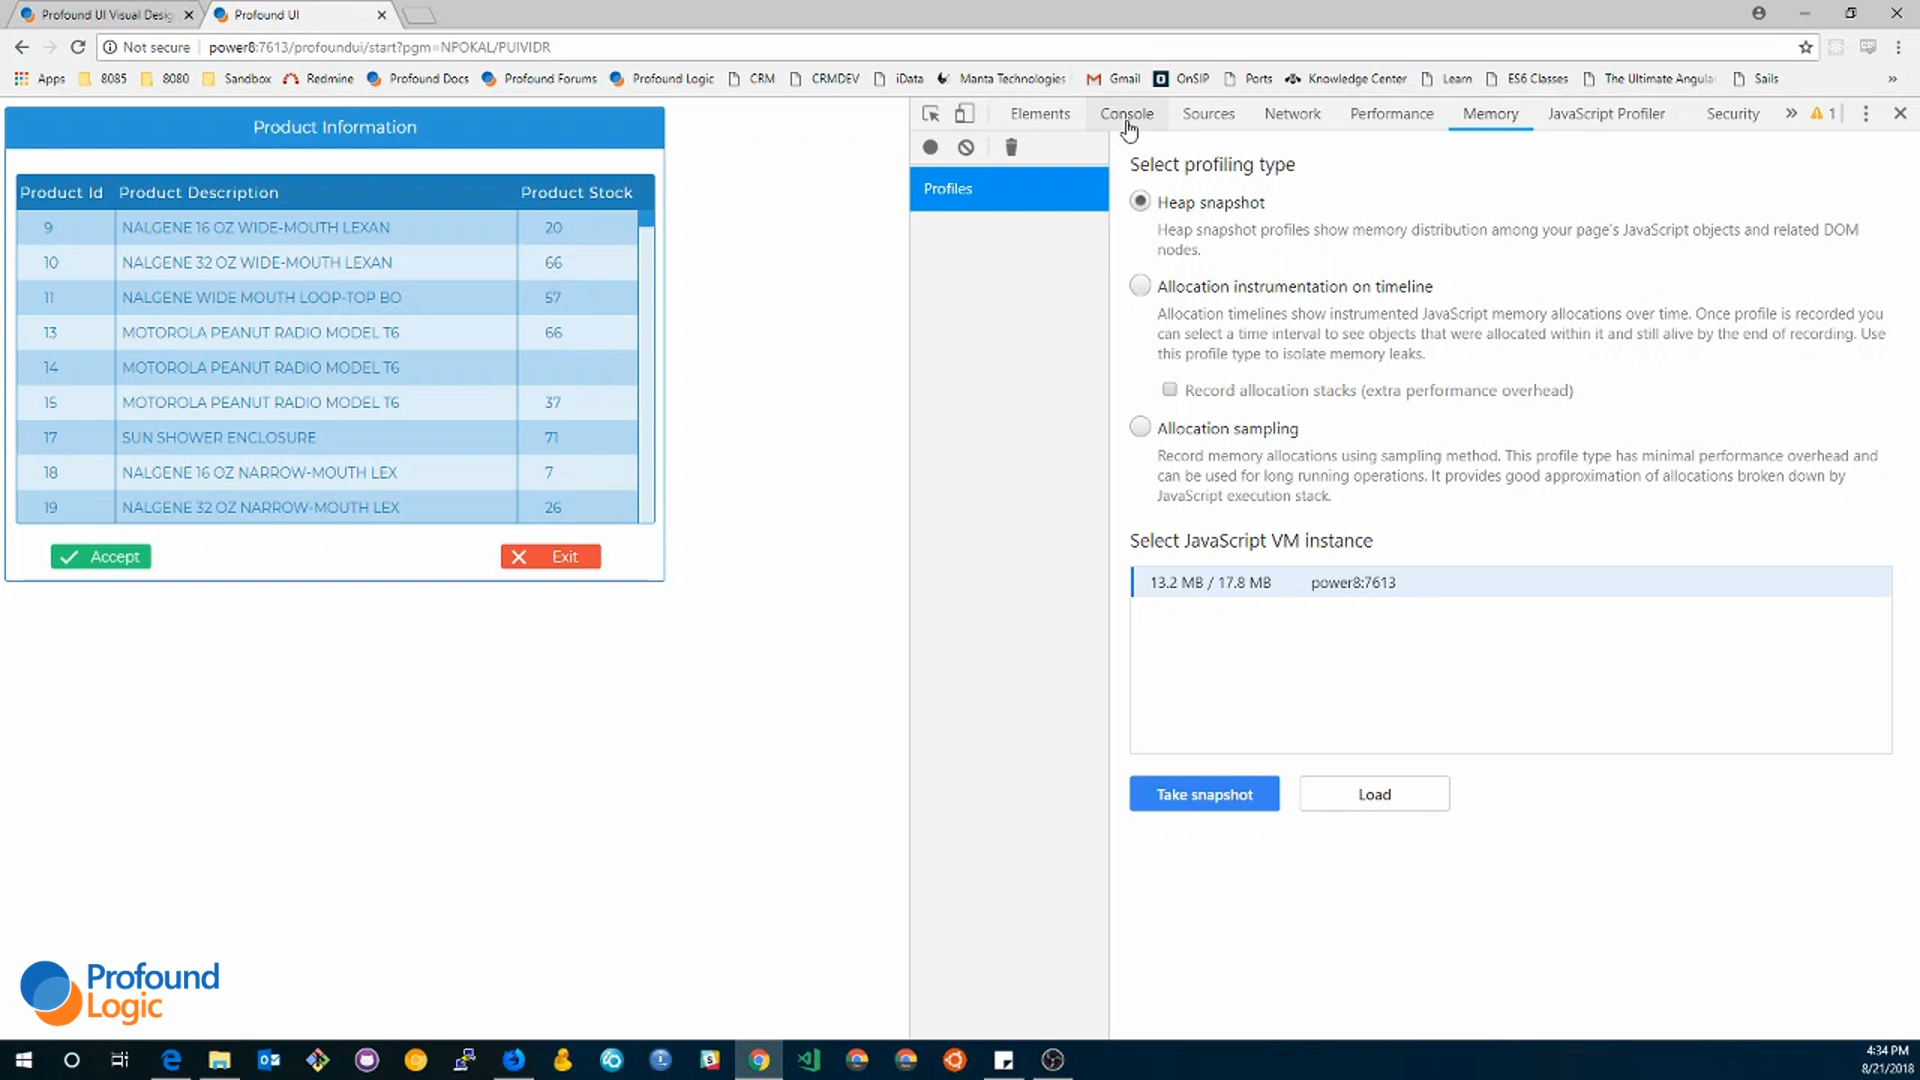 Profound UI Visual Desig
Profound UI
Not secure
power8:7613/profoundui/start?pgm=NPOKAL/PUIVIDR
Apps 8085 8080 Sandbox Redmine Profound Docs Profound Forums Profound Logic CRM CRMDEV iData Manta Technologies Gmail OnSIP Ports Knowledge Center Learn ES6 Classes The Ultimate Angula Sails »
Product Information
Product Id Product Description Product Stock
9 NALGENE 16 OZ WIDE-MOUTH LEXAN 20
10 NALGENE 32 OZ WIDE-MOUTH LEXAN 66
11 NALGENE WIDE MOUTH LOOP-TOP BO 57
13 MOTOROLA PEANUT RADIO MODEL T6 66
14 MOTOROLA PEANUT RADIO MODEL T6
15 MOTOROLA PEANUT RADIO MODEL T6 37
17 SUN SHOWER ENCLOSURE 71
18 NALGENE 16 OZ NARROW-MOUTH LEX 7
19 NALGENE 32 OZ NARROW-MOUTH LEX 26
Accept
Exit
Elements Console Sources Network Performance Memory JavaScript Profiler Security » 1
Profiles
Select profiling type
Heap snapshot
Heap snapshot profiles show memory distribution among your page's JavaScript objects and related DOM
nodes.
Allocation instrumentation on timeline
Allocation timelines show instrumented JavaScript memory allocations over time. Once profile is recorded you
can select a time interval to see objects that were allocated within it and still alive by the end of recording. Use
this profile type to isolate memory leaks.
Record allocation stacks (extra performance overhead)
Allocation sampling
Record memory allocations using sampling method. This profile type has minimal performance overhead and
can be used for long running operations. It provides good approximation of allocations broken down by
JavaScript execution stack.
Select JavaScript VM instance
13.2 MB / 17.8 MB power8:7613
Take snapshot
Load
Profound
Logic
4:34 PM
8/21/2018